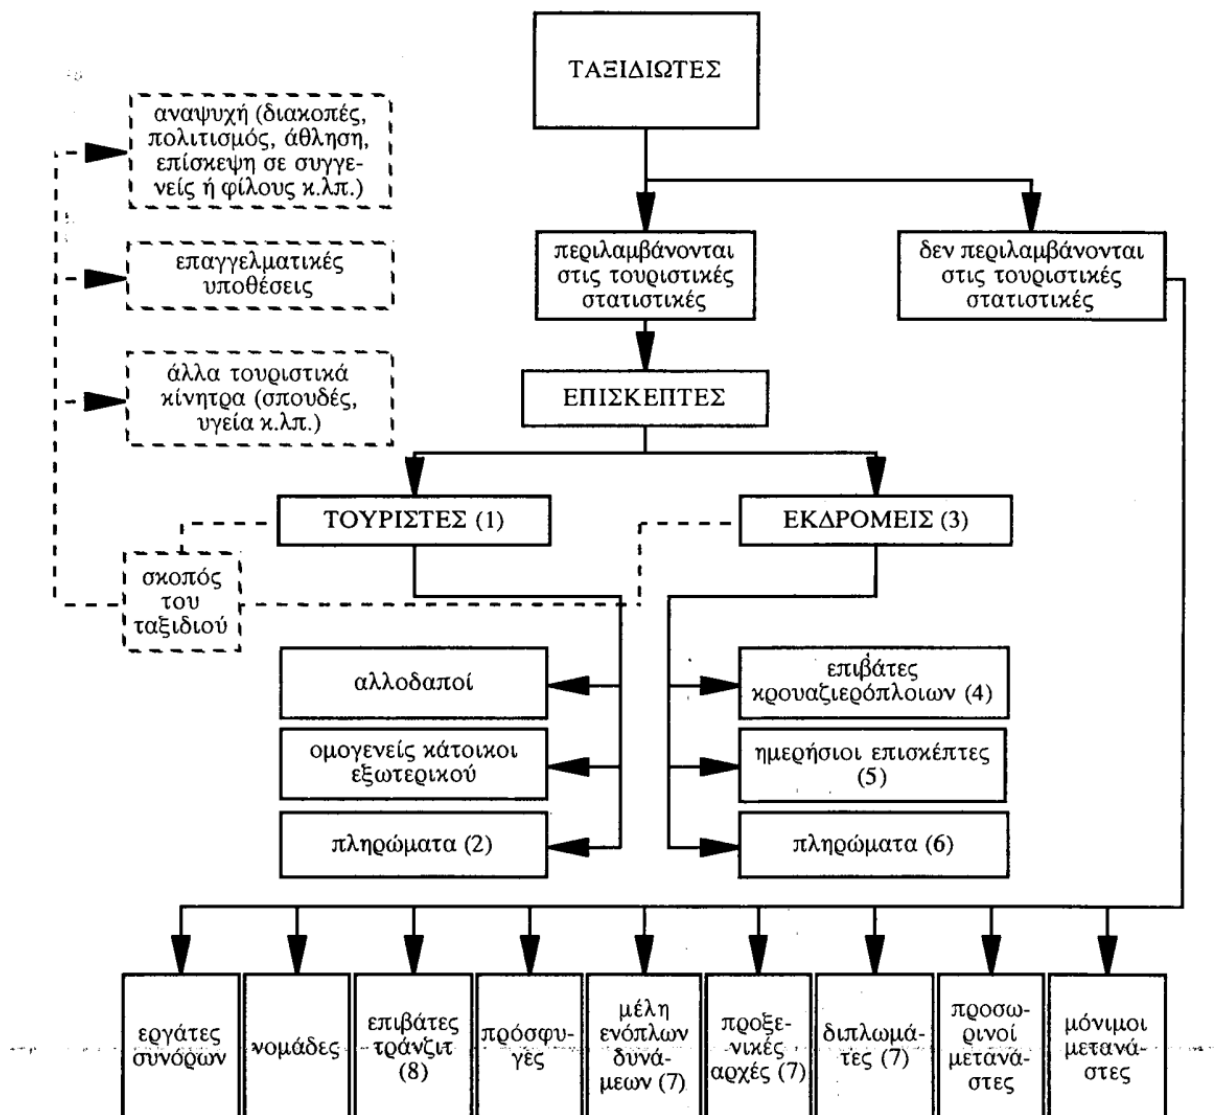 ΤΑΞΙΔΙΩΤΕΣ
αναψυχή (διακοπές,
πολιτισμός, άθληση,
επίσκεψη σε συγγε-
νείς ή φίλους κ.λπ.)
περιλαμβάνονται
στις τουριστικές
στατιστικές
δεν περιλαμβάνονται
στις τουριστικές
στατιστικές
επαγγελματικές
υποθέσεις
άλλα τουριστικά
κίνητρα (σπουδές,
υγεία κ.λπ.)
ΕΠΙΣΚΕΠΤΕΣ
ΤΟΥΡΙΣΤΕΣ (1)
ΕΚΔΡΟΜΕΙΣ (3)
σκοπός
του
ταξιδιού
αλλοδαποί
επιβάτες
κρουαζιερόπλοιων (4)
ομογενείς κάτοικοι
εξωτερικού
ημερήσιοι επισκέπτες
(5)
πληρώματα (2)
πληρώματα (6)
εργάτες
συνόρων
νομάδες
επιβάτες
τράνζιτ
(8)
πρόσφυ-
γες
μέλη
ενόπλων
δυνά-
μεων (7)
προξε-
νικές
αρχές (7)
διπλωμά-
τες (7)
προσω-
ρινοί
μετανά-
στες
μόνιμοι
μετανά-
στες